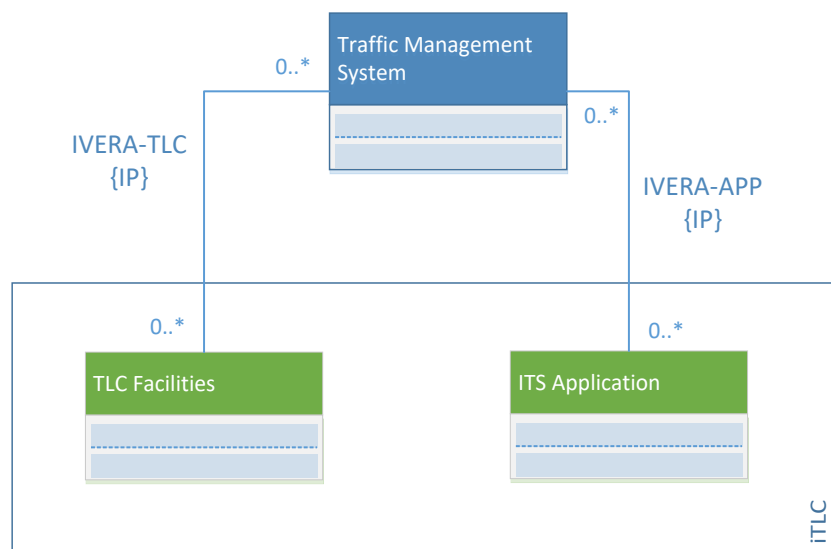 Traffic Management
System
0..*
0..*
IVERA-TLC
{IP}
IVERA-APP
{IP}
0..*
0..*
TLC Facilities
ITS Application
iTLC